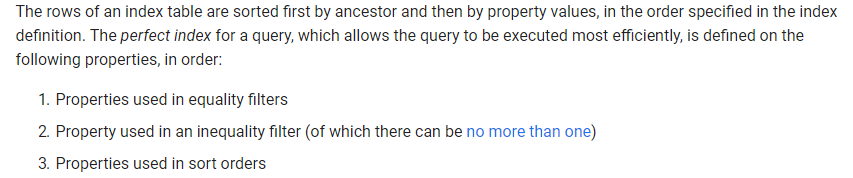 The rows of an index table are sorted first by ancestor and then by property values, in the order specified in the index
definition. The perfect index for a query, which allows the query to be executed most efficiently, is defined on the
following properties, in order:
1. Properties used in equality filters
2. Property used in an inequality filter (of which there can be no more than one)
3. Properties used in sort orders